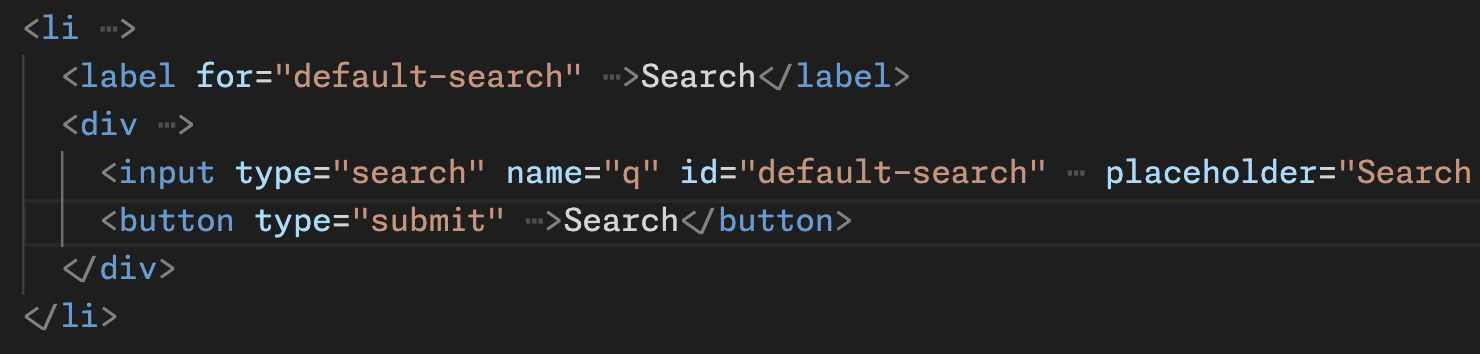 <li ⋯>
<label for="default-search" ⋯>Search</label>
<div ⋯>
<input type="search" name="q" id="default-search" ⋯ placeholder="Search
<button type="submit" ⋯>Search</button>
</div>
</li>